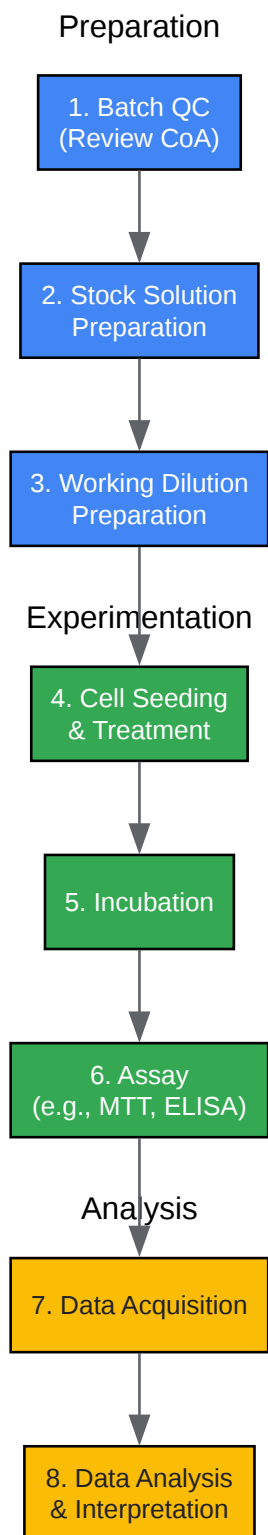 Preparation
1. Batch QC
(Review CoA)
2. Stock Solution
Preparation
3. Working Dilution
Preparation
Experimentation
4. Cell Seeding
& Treatment
5. Incubation
6. Assay
(e.g., MTT, ELISA)
Analysis
7. Data Acquisition
8. Data Analysis
& Interpretation